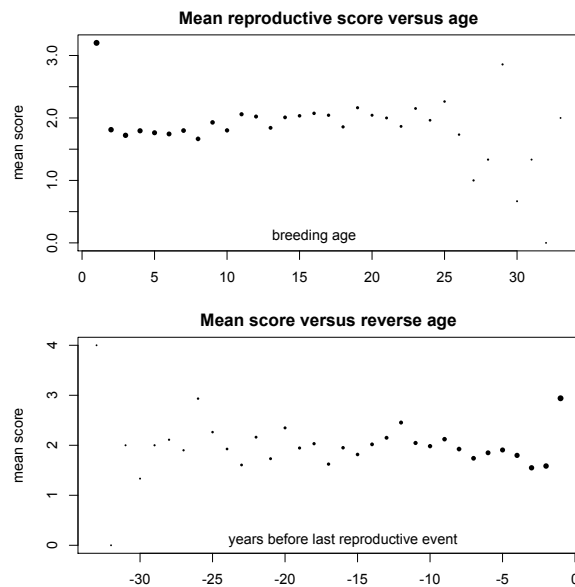 Mean reproductive score versus age
3.0
2.0
1.0
0.0
mean score
breeding age
0 5 10 15 20 25 30
Mean score versus reverse age
4
3
2
1
0
mean score
years before last reproductive event
-30 -25 -20 -15 -10 -5 0